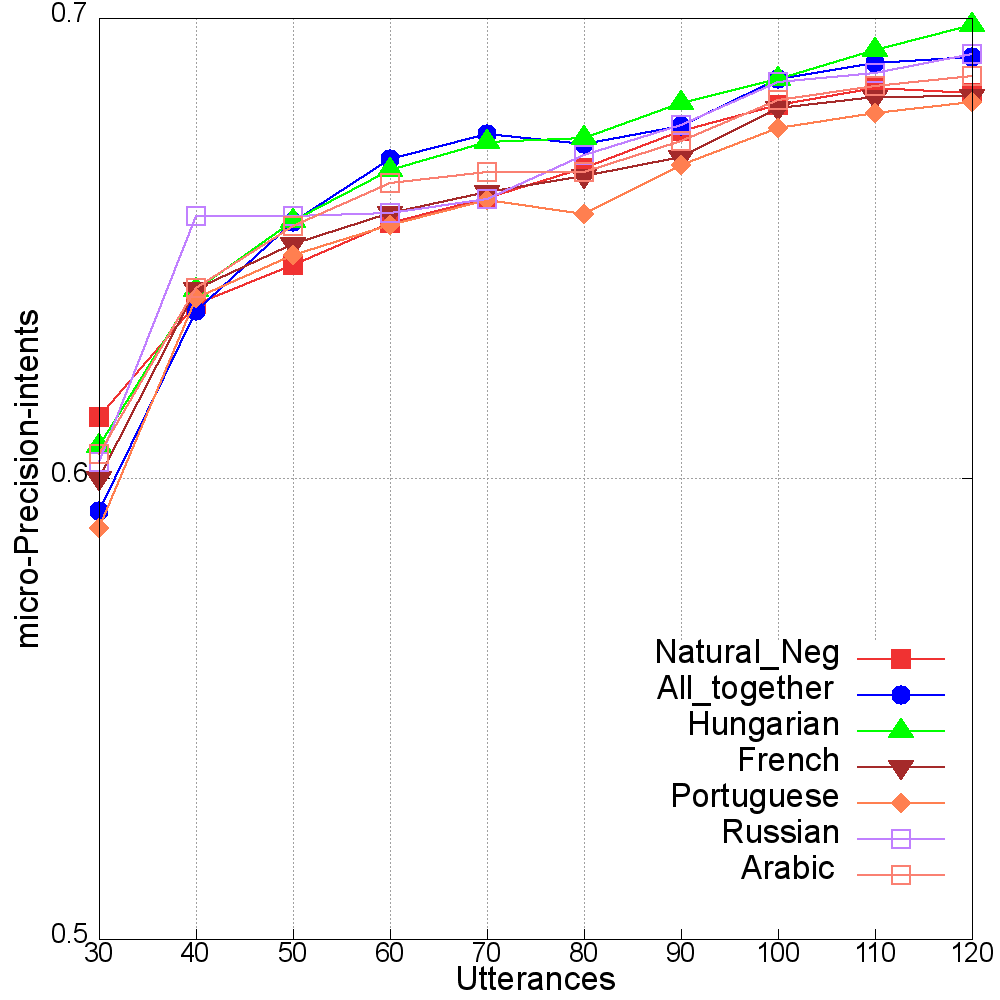 0.7
0.6
0.5
micro-Precision-intents
Natural_Neg
All_together
Hungarian
French
Portuguese
Russian
Arabic
30 40 50 60 70 80 90 100 110 120
Utterances